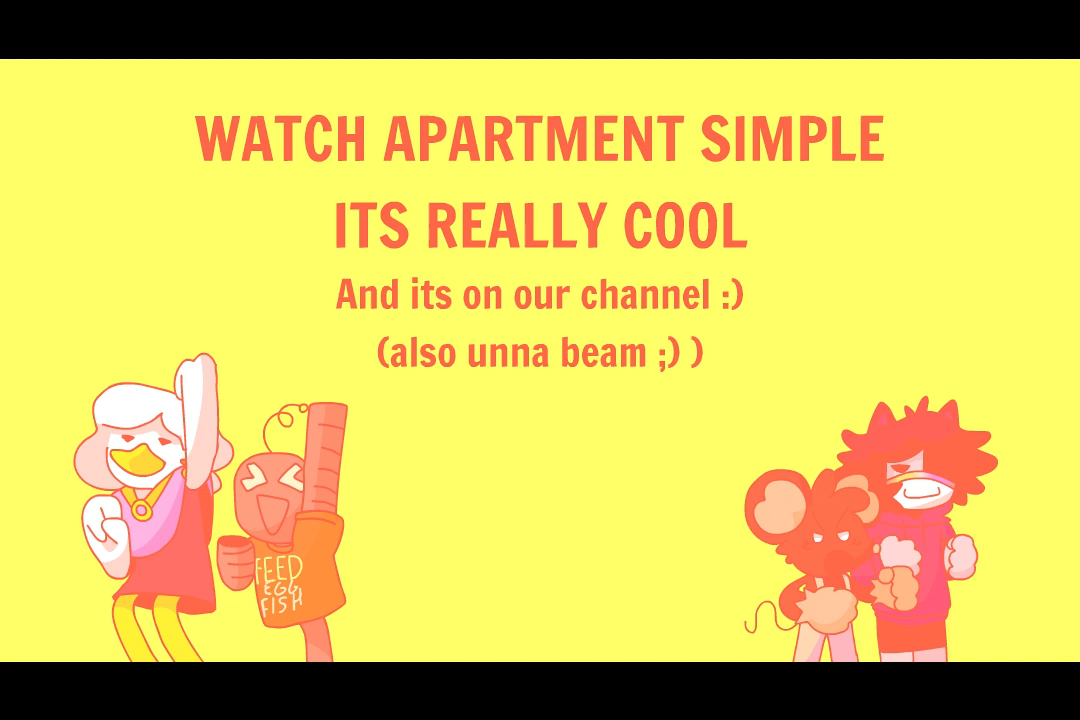 WATCH APARTMENT SIMPLE
ITS REALLY COOL
And its on our channel :)
(also unna beam ;) )
FEED
EGG
FISH